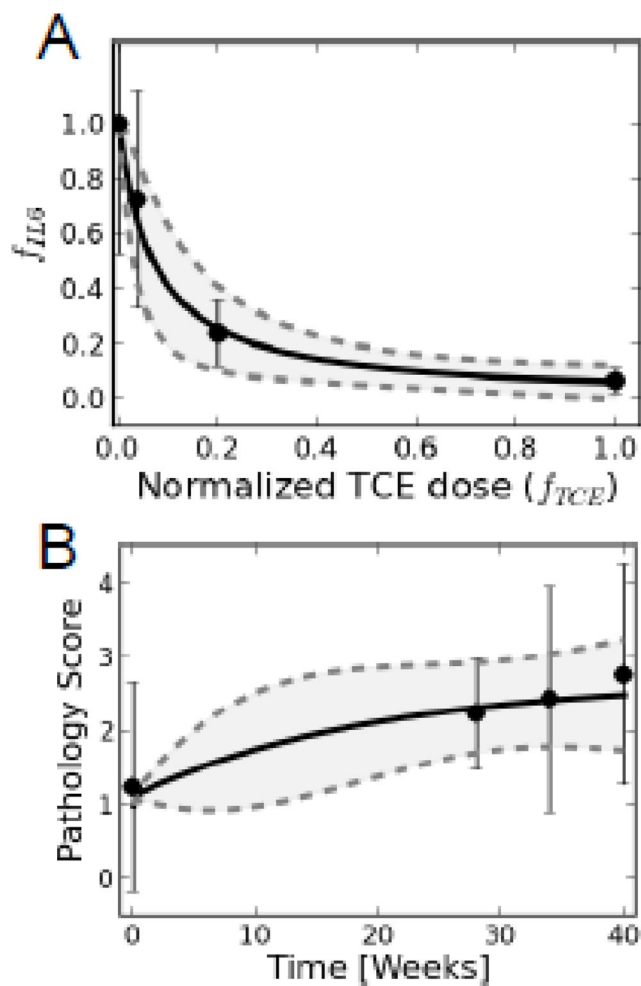 A
1.0
0.8
0.6
0.4
0.2
0.0
f_IL6
0.0 0.2 0.4 0.6 0.8 1.0
Normalized TCE dose (f_TCE)
B
4
3
2
1
0
Pathology Score
0 10 20 30 40
Time [Weeks]